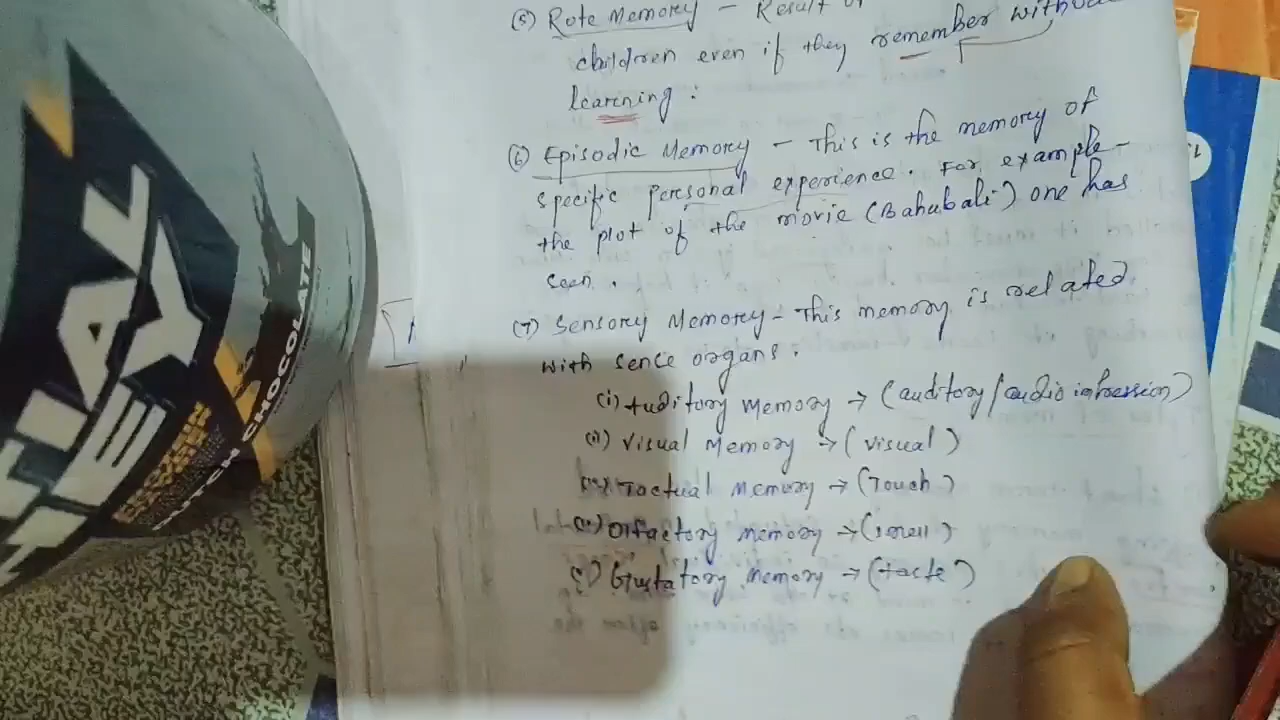 (5) Rote Memory - Result of
children even if they remember without
learning :
(6) Episodic Memory - This is the memory of
specific personal experience. For example -
the plot of the movie (Bahubali) one has
seen.
(7) Sensory Memory - This memory is related
with sence organs.
(i) Auditory Memory → (auditory/audio impression)
(ii) Visual Memory → (visual)
Tactual Memory → (Touch)
Olfactory memory → (smell)
Gustatory memory → (taste)
CHOCOLATE